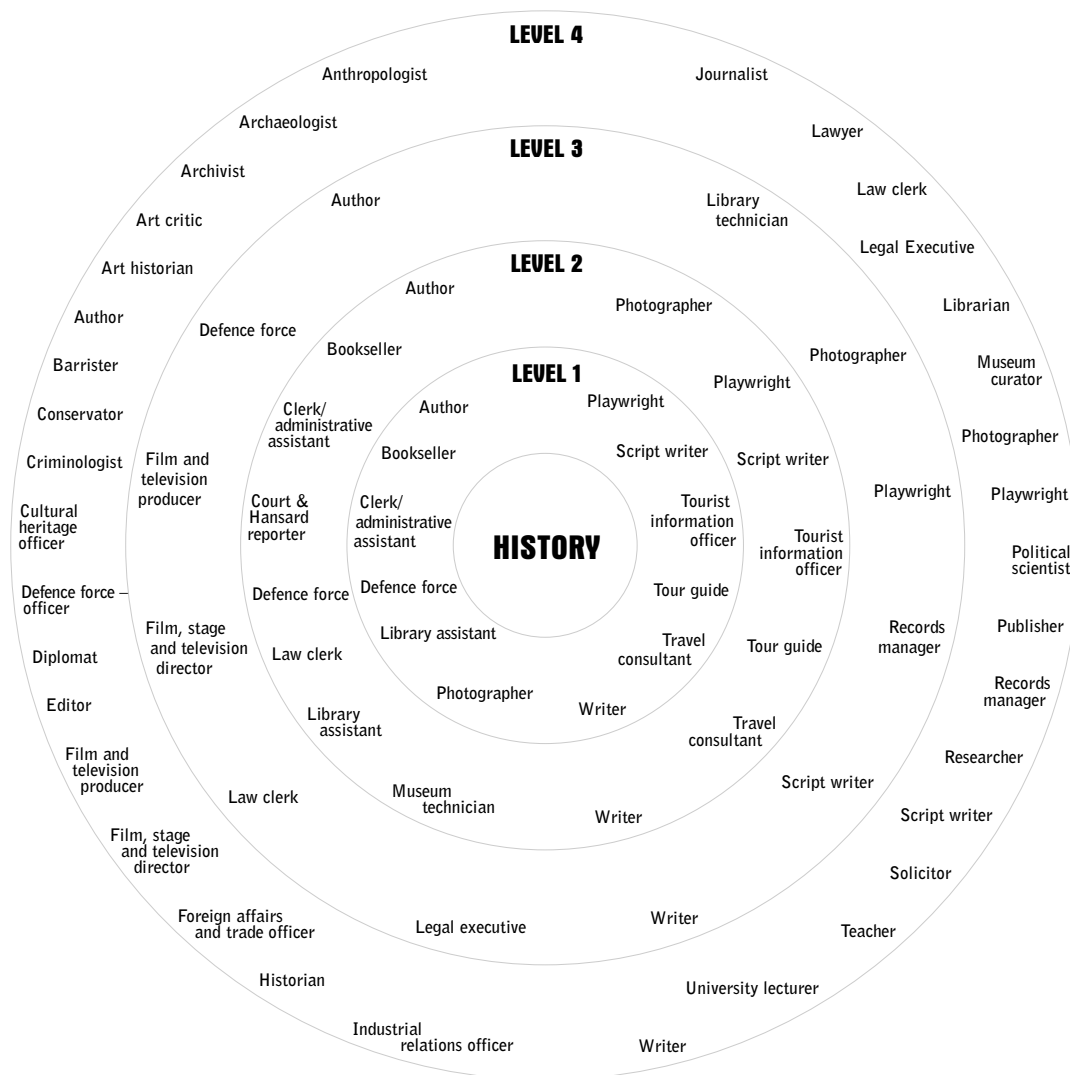 LEVEL 4
Anthropologist
Archaeologist
Archivist
Art critic
Art historian
Author
Barrister
Conservator
Criminologist
Cultural
heritage
officer
Defence force –
officer
Diplomat
Editor
Film and
television
producer
Film, stage
and television
director
Foreign affairs
and trade officer
Historian
Industrial
relations officer
Journalist
Lawyer
Law clerk
Legal Executive
Librarian
Museum
curator
Photographer
Playwright
Political
scientist
Publisher
Records
manager
Researcher
Script writer
Solicitor
Teacher
University lecturer
Writer
LEVEL 3
Author
Defence force
Film and
television
producer
Film, stage
and television
director
Law clerk
Legal executive
Library
technician
Photographer
Playwright
Records
manager
Script writer
Writer
LEVEL 2
Author
Bookseller
Clerk/
administrative
assistant
Court &
Hansard
reporter
Defence force
Law clerk
Library
assistant
Museum
technician
Photographer
Playwright
Script writer
Tourist
information
officer
Tour guide
Travel
consultant
Writer
LEVEL 1
Author
Bookseller
Clerk/
administrative
assistant
Defence force
Library assistant
Photographer
Playwright
Script writer
Tourist
information
officer
Tour guide
Travel
consultant
Writer
HISTORY